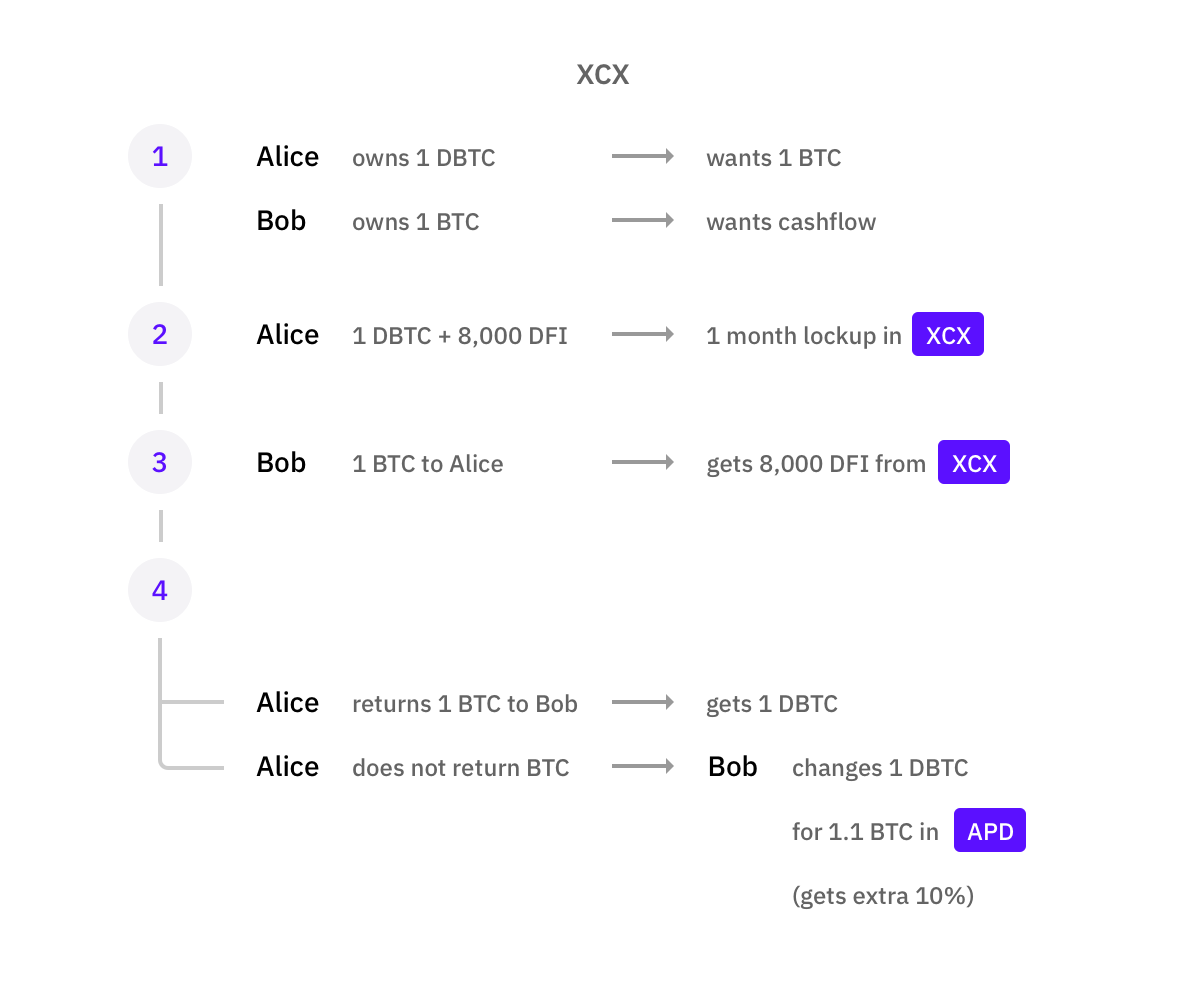 XCX
1 Alice owns 1 DBTC wants 1 BTC
Bob owns 1 BTC wants cashflow
2 Alice 1 DBTC + 8,000 DFI 1 month lockup in XCX
3 Bob 1 BTC to Alice gets 8,000 DFI from XCX
4
Alice returns 1 BTC to Bob gets 1 DBTC
Alice does not return BTC Bob changes 1 DBTC
for 1.1 BTC in APD
(gets extra 10%)